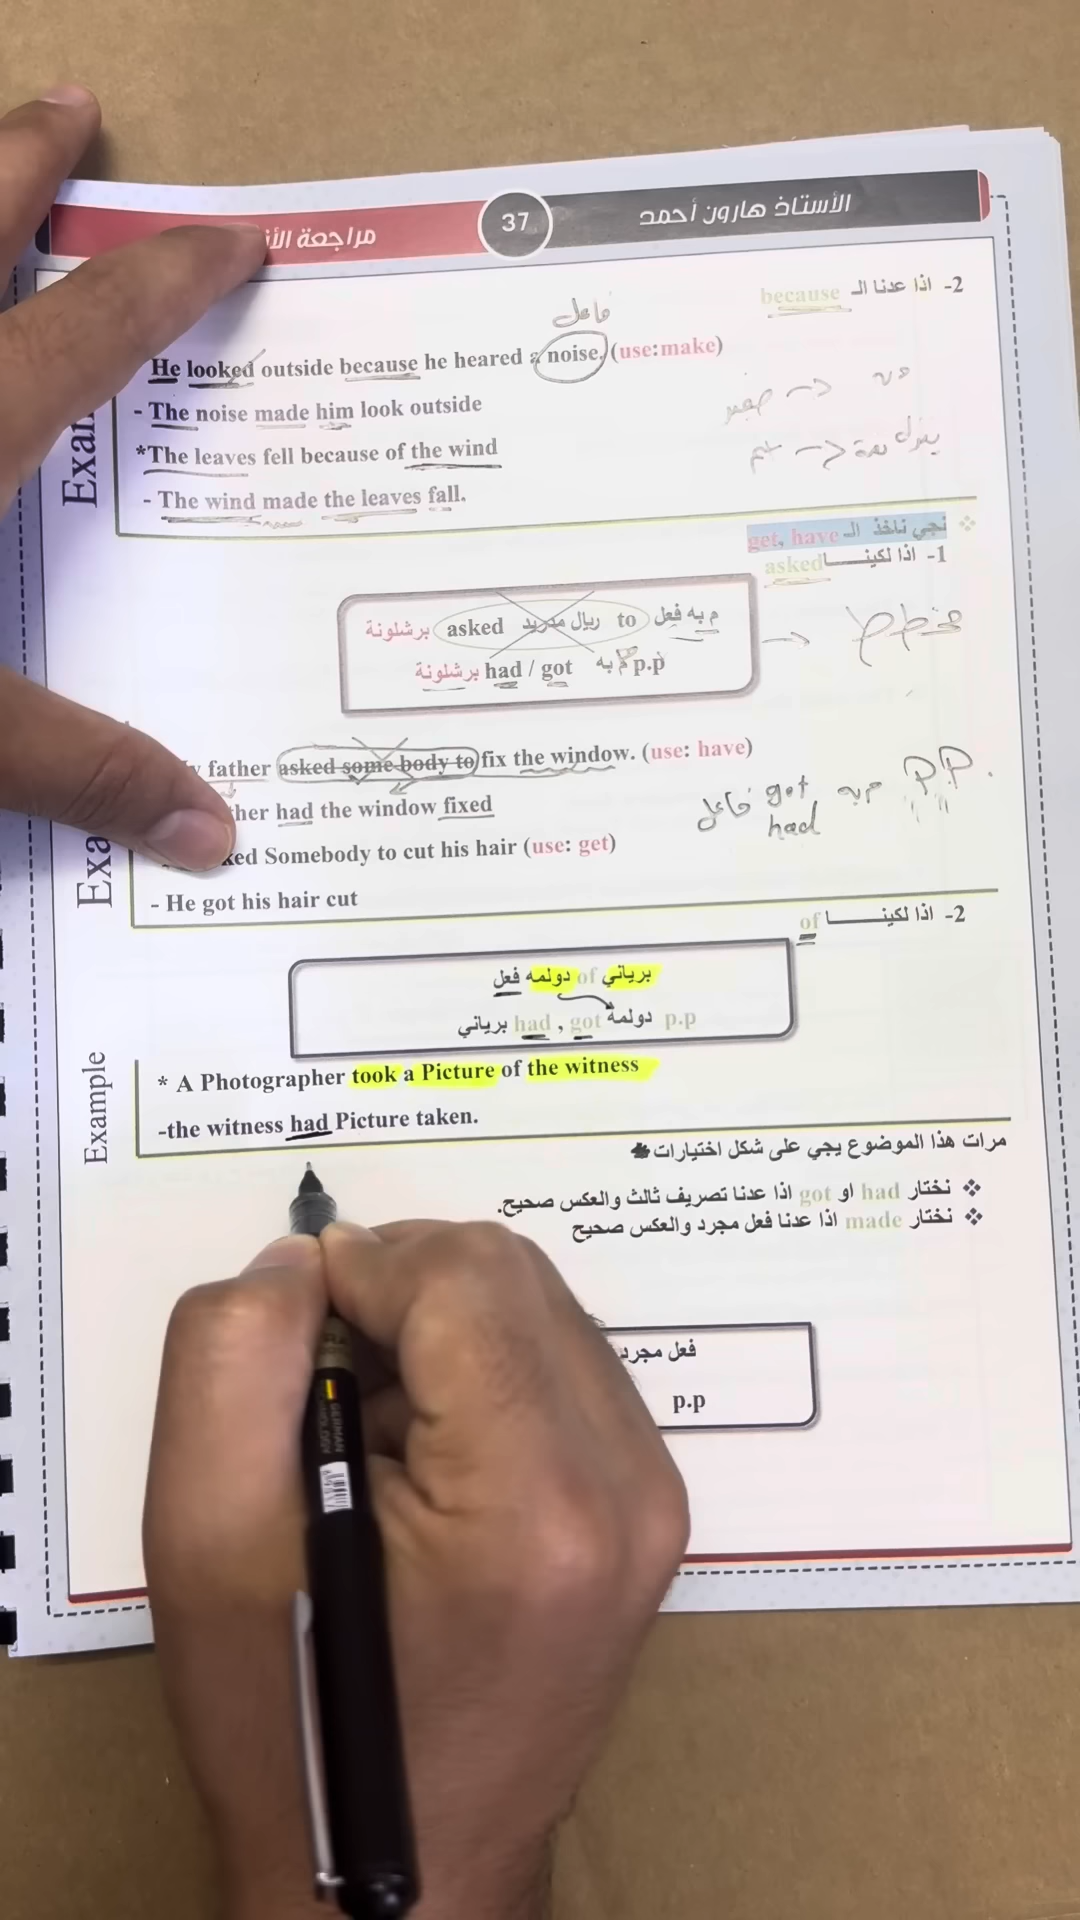 الأستاذ هارون أحمد
37
مراجعة
2- اذا عدنا الـ because
فاعل
He looked outside because he heared a noise. (use:make)
- The noise made him look outside
*The leaves fell because of the wind
- The wind made the leaves fall.
❖ نجي ناخذ الـ get, have
1- اذا لكينـــا asked
برشلونة asked ريال مدريد to م به فعل
برشلونة had / got م به p.p
father asked some body to fix the window. (use: have)
had the window fixed
فاعل got م به P.P.
had
Somebody to cut his hair (use: get)
- He got his hair cut
2- اذا لكينـــا of
فعل دولمه of برياني
برياني had , got دولمة p.p
Example
* A Photographer took a Picture of the witness
-the witness had Picture taken.
مرات هذا الموضوع يجي على شكل اختيارات
❖ نختار had او got اذا عدنا تصريف ثالث والعكس صحيح.
❖ نختار made اذا عدنا فعل مجرد والعكس صحيح
فعل مجرد
p.p